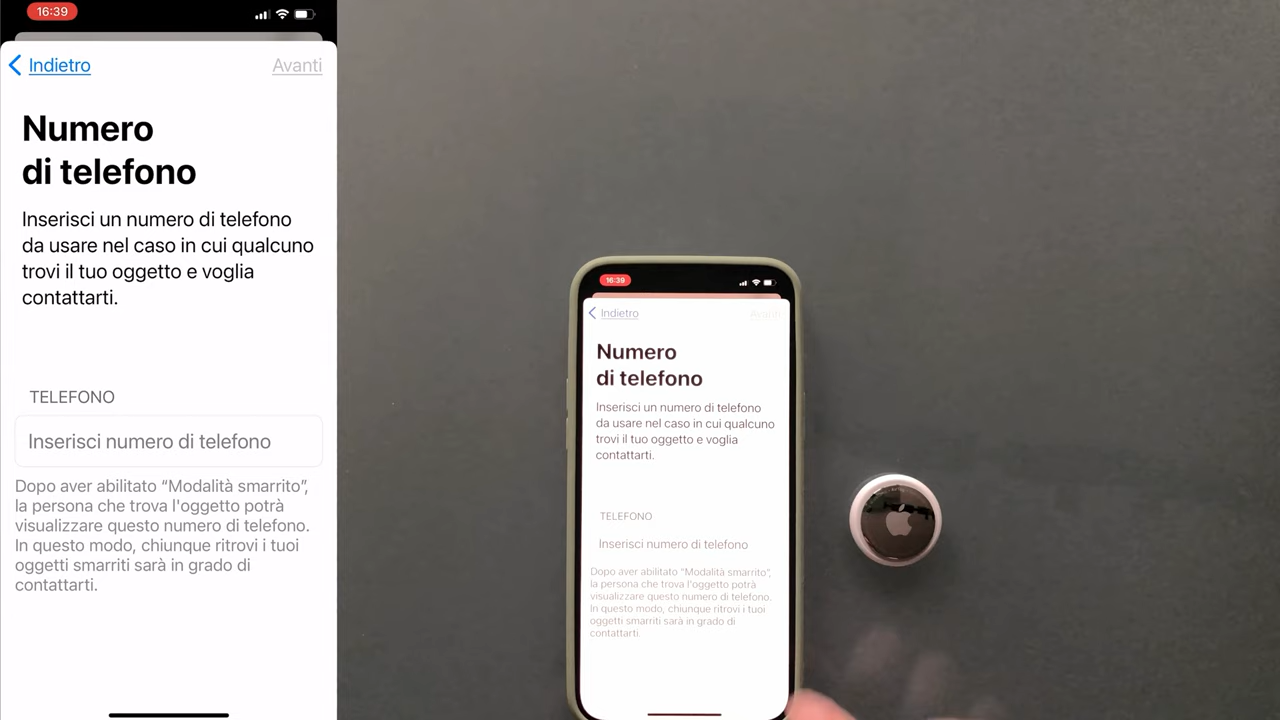 16:39
Indietro
Avanti
Numero
di telefono
Inserisci un numero di telefono
da usare nel caso in cui qualcuno
trovi il tuo oggetto e voglia
contattarti.
TELEFONO
Inserisci numero di telefono
Dopo aver abilitato “Modalità smarrito”,
la persona che trova l'oggetto potrà
visualizzare questo numero di telefono.
In questo modo, chiunque ritrovi i tuoi
oggetti smarriti sarà in grado di
contattarti.
16:39
Indietro
Avanti
Numero
di telefono
Inserisci un numero di telefono
da usare nel caso in cui qualcuno
trovi il tuo oggetto e voglia
contattarti.
TELEFONO
Inserisci numero di telefono
Dopo aver abilitato “Modalità smarrito”,
la persona che trova l'oggetto potrà
visualizzare questo numero di telefono.
In questo modo, chiunque ritrovi i tuoi
oggetti smarriti sarà in grado di
contattarti.